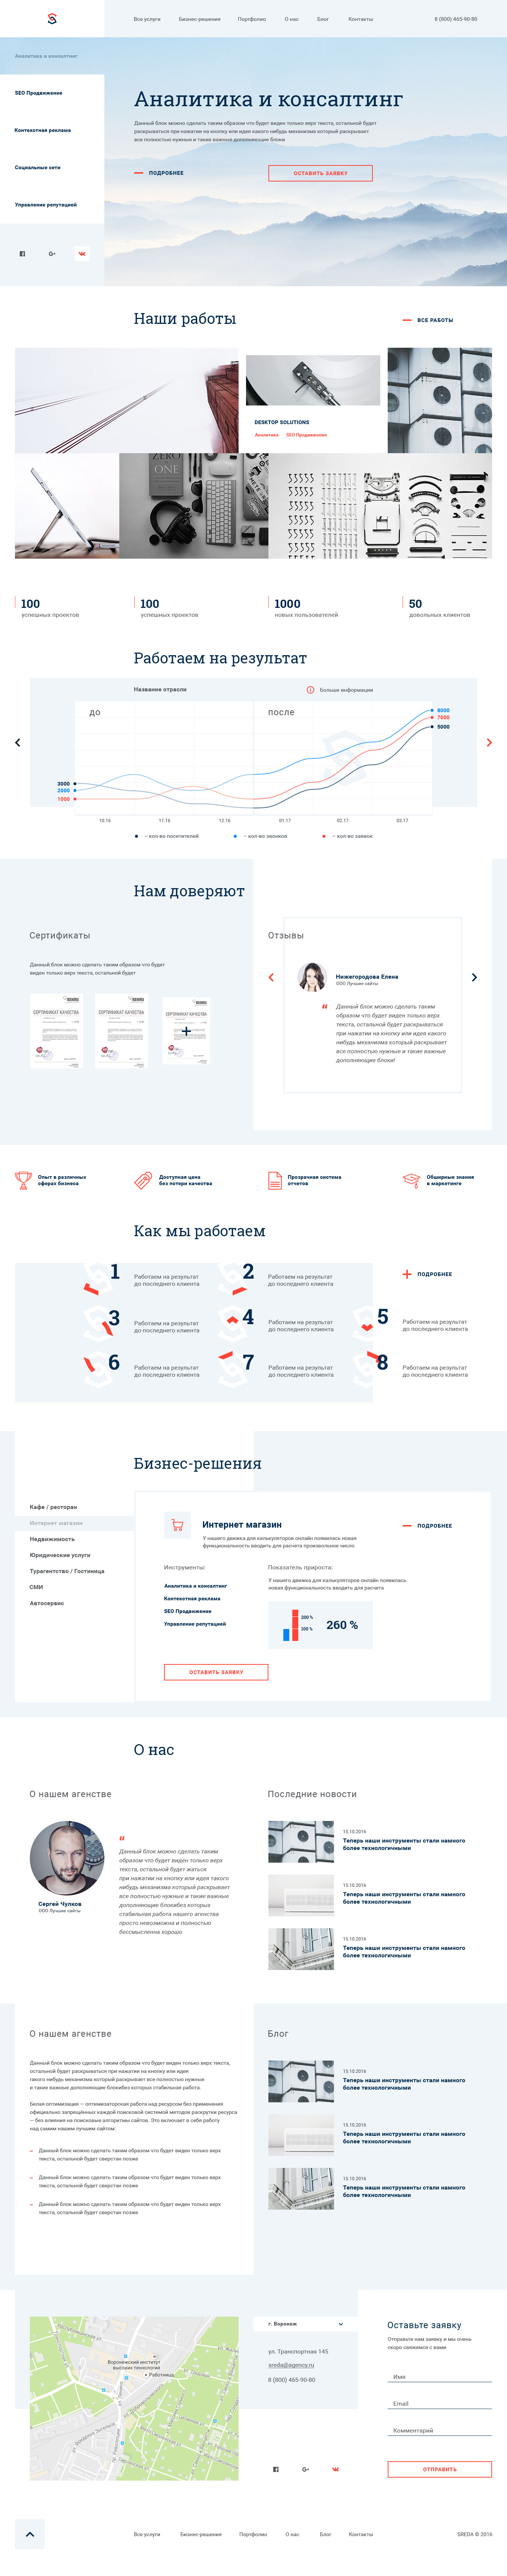 Все услуги Бизнес-решения Портфолио О нас Блог Контакты 8 (800) 465-90-80
Аналитика и консалтинг
SEO Продвижение
Контекстная реклама
Социальные сети
Управление репутацией
Аналитика и консалтинг
Данный блок можно сделать таким образом что будет виден только верх текста, остальной будет
раскрываться при нажатии на кнопку или идея какого нибудь механизма который раскрывает
все полностью нужные и такие важные дополняющие блоки
ПОДРОБНЕЕ
ОСТАВИТЬ ЗАЯВКУ
Наши работы
ВСЕ РАБОТЫ
DESKTOP SOLUTIONS
Аналитика SEO Продвижение
100
успешных проектов
100
успешных проектов
1000
новых пользователей
50
довольных клиентов
Работаем на результат
Название отрасли
Больше информации
до
после
8000
7000
5000
3000
2000
1000
10.16 11.16 12.16 01.17 02.17 03.17
– кол-во посетителей – кол-во звонков – кол-во заявок
Нам доверяют
Сертификаты
Данный блок можно сделать таким образом что будет
виден только верх текста, остальной будет
СЕРТИФИКАТ КАЧЕСТВА
СЕРТИФИКАТ КАЧЕСТВА
СЕРТИФИКАТ КАЧЕСТВА
Отзывы
Нижегородова Елена
ООО Лучшие сайты
Данный блок можно сделать таким
образом что будет виден только верх
текста, остальной будет раскрываться
при нажатии на кнопку или идея какого
нибудь механизма который раскрывает
все полностью нужные и такие важные
дополняющие блоки!
Опыт в различных
сферах бизнеса
Доступная цена
без потери качества
Прозрачная система
отчетов
Обширные знания
в маркетинге
Как мы работаем
1
Работаем на результат
до последнего клиента
2
Работаем на результат
до последнего клиента
ПОДРОБНЕЕ
3
Работаем на результат
до последнего клиента
4
Работаем на результат
до последнего клиента
5
Работаем на результат
до последнего клиента
6
Работаем на результат
до последнего клиента
7
Работаем на результат
до последнего клиента
8
Работаем на результат
до последнего клиента
Бизнес-решения
Кафе / ресторан
Интернет магазин
Недвижимость
Юридические услуги
Турагентство / Гостиница
СМИ
Автосервис
Интернет магазин
У нашего движка для калькуляторов онлайн появилась новая
функциональность вводить для расчета произвольное число
ПОДРОБНЕЕ
Инструменты:
Аналитика и консалтинг
Контекстная реклама
SEO Продвижение
Управление репутацией
Показатель прироста:
У нашего движка для калькуляторов онлайн появилась
новая функциональность вводить для расчета
200 %
100 %
260 %
ОСТАВИТЬ ЗАЯВКУ
О нас
О нашем агенстве
Сергей Чулков
ООО Лучшие сайты
Данный блок можно сделать таким
образом что будет виден только верх
текста, остальной будет жаться
при нажатии на кнопку или идея такого
нибудь механизма который раскрывает
все полностью нужные и такие важные
дополняющие блокибез которых
стабильная работа нашего агенства
просто невозможна и полностью
бессмысленна хорошо
Последние новости
15.10.2016
Теперь наши инструменты стали намного
более технологичными
15.10.2016
Теперь наши инструменты стали намного
более технологичными
15.10.2016
Теперь наши инструменты стали намного
более технологичными
О нашем агенстве
Данный блок можно сделать таким образом что будет виден только верх текста,
остальной будет раскрываться при нажатии на кнопку или идея
такого нибудь механизма который раскрывает все полностью нужные
и такие важные дополняющие блокибез которых стабильная работа.
Белая оптимизация — оптимизаторская работа над ресурсом без применения
официально запрещённых каждой поисковой системой методов раскрутки ресурса
— без влияния на поисковые алгоритмы сайтов. Это включает в себя работу
над самим нашим лучшим сайтом:
– Данный блок можно сделать таким образом что будет виден только верх
текста, остальной будет сверстан позже
– Данный блок можно сделать таким образом что будет виден только верх
текста, остальной будет сверстан позже
– Данный блок можно сделать таким образом что будет виден только верх
текста, остальной будет сверстан позже
Блог
15.10.2016
Теперь наши инструменты стали намного
более технологичными
15.10.2016
Теперь наши инструменты стали намного
более технологичными
15.10.2016
Теперь наши инструменты стали намного
более технологичными
Воронежский институт
высоких технологий
Работница
г. Воронеж
ул. Транспортная 145
sreda@agency.ru
8 (800) 465-90-80
Оставьте заявку
Отправьте нам заявку и мы очень
скоро свяжемся с вами
Имя
Email
Комментарий
ОТПРАВИТЬ
Все услуги Бизнес-решения Портфолио О нас Блог Контакты SREDA © 2016